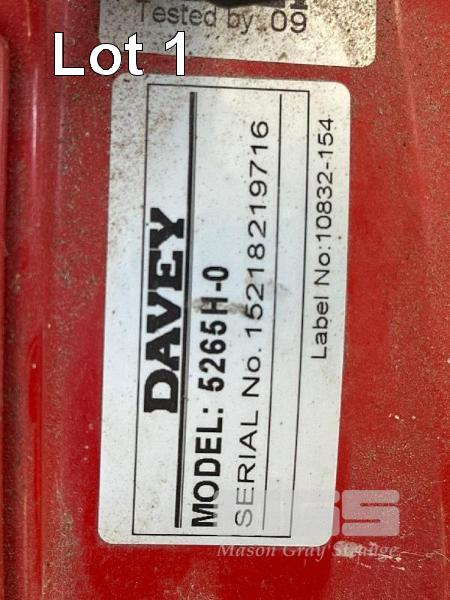 Tested by 09
Lot 1
DAVEY
MODEL: 5265H-0
SERIAL No. 15218219716
Label No:10832-154
Mason Gray Strange